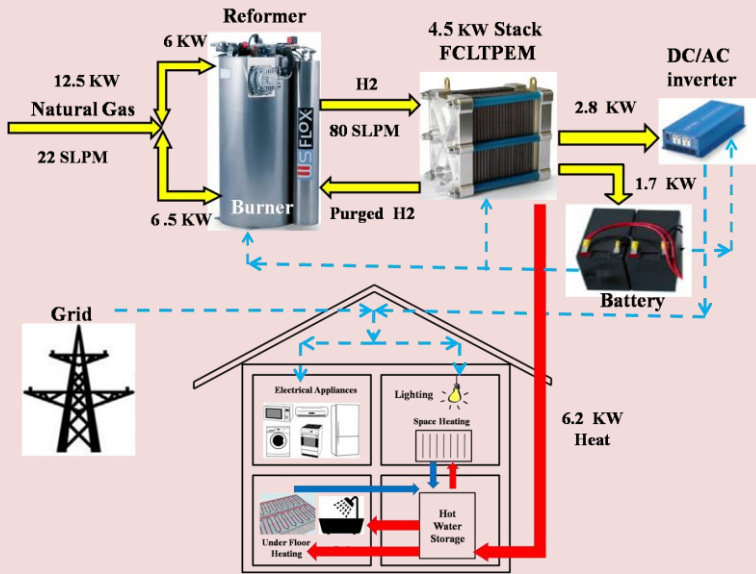 Reformer
4.5 KW Stack
FCLTPEM
DC/AC
inverter
6 KW
12.5 KW
Natural Gas
22 SLPM
6 .5 KW
FLOX
Burner
H2
80 SLPM
Purged H2
2.8 KW
1.7 KW
Battery
Grid
Electrical Appliances
Lighting
Space Heating
6.2 KW
Heat
Hot
Water
Storage
Under Floor
Heating